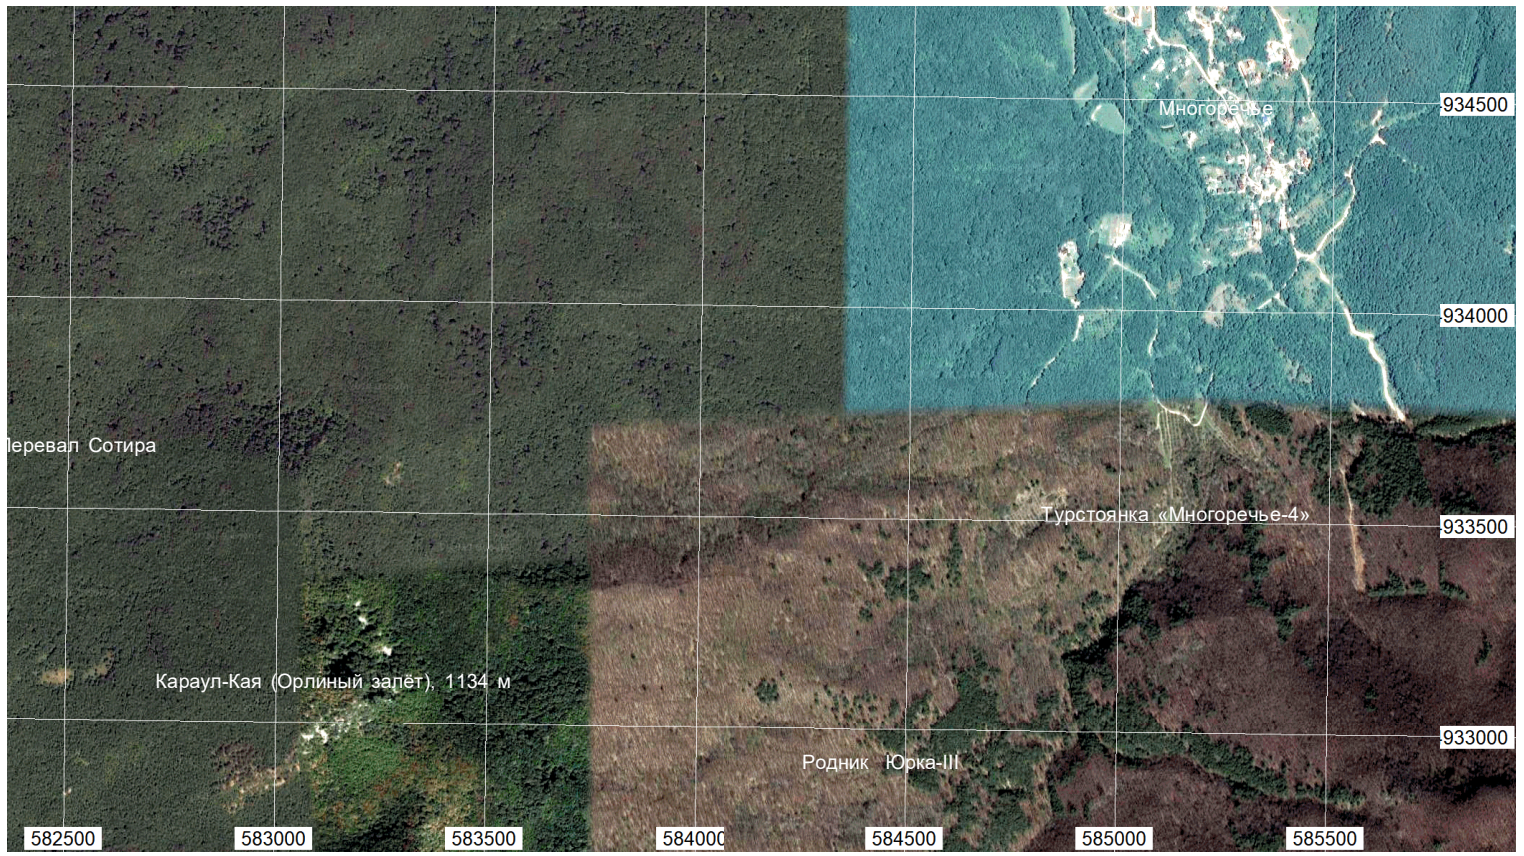 Многоречье
934500
934000
Перевал Сотира
Турстоянка «Многоречье-4»
933500
Караул-Кая (Орлиный залёт), 1134 м
933000
Родник Юрка-III
582500 583000 583500 584000 584500 585000 585500